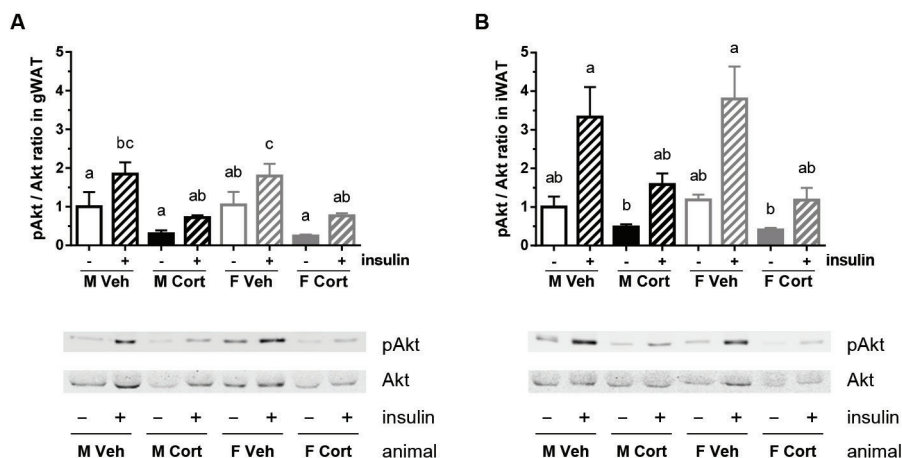 A
pAkt / Akt ratio in gWAT
5
4
3
2
1
0
a
bc
a
ab
ab
c
a
ab
- + - + - + - + insulin
M Veh M Cort F Veh F Cort
pAkt
Akt
– + – + – + – + insulin
M Veh M Cort F Veh F Cort animal
B
pAkt / Akt ratio in iWAT
5
4
3
2
1
0
ab
a
b
ab
ab
a
b
ab
- + - + - + - + insulin
M Veh M Cort F Veh F Cort
pAkt
Akt
– + – + – + – + insulin
M Veh M Cort F Veh F Cort animal